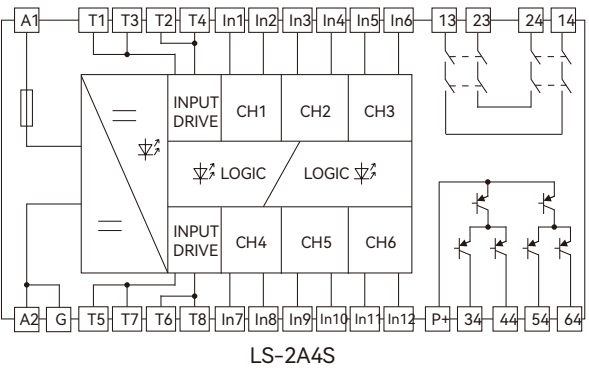 A1 T1 T3 T2 T4 In1 In2 In3 In4 In5 In6 13 23 24 14
INPUT DRIVE CH1 CH2 CH3
LOGIC LOGIC
INPUT DRIVE CH4 CH5 CH6
A2 G T5 T7 T6 T8 In7 In8 In9 In10 In11 In12 P+ 34 44 54 64
LS-2A4S